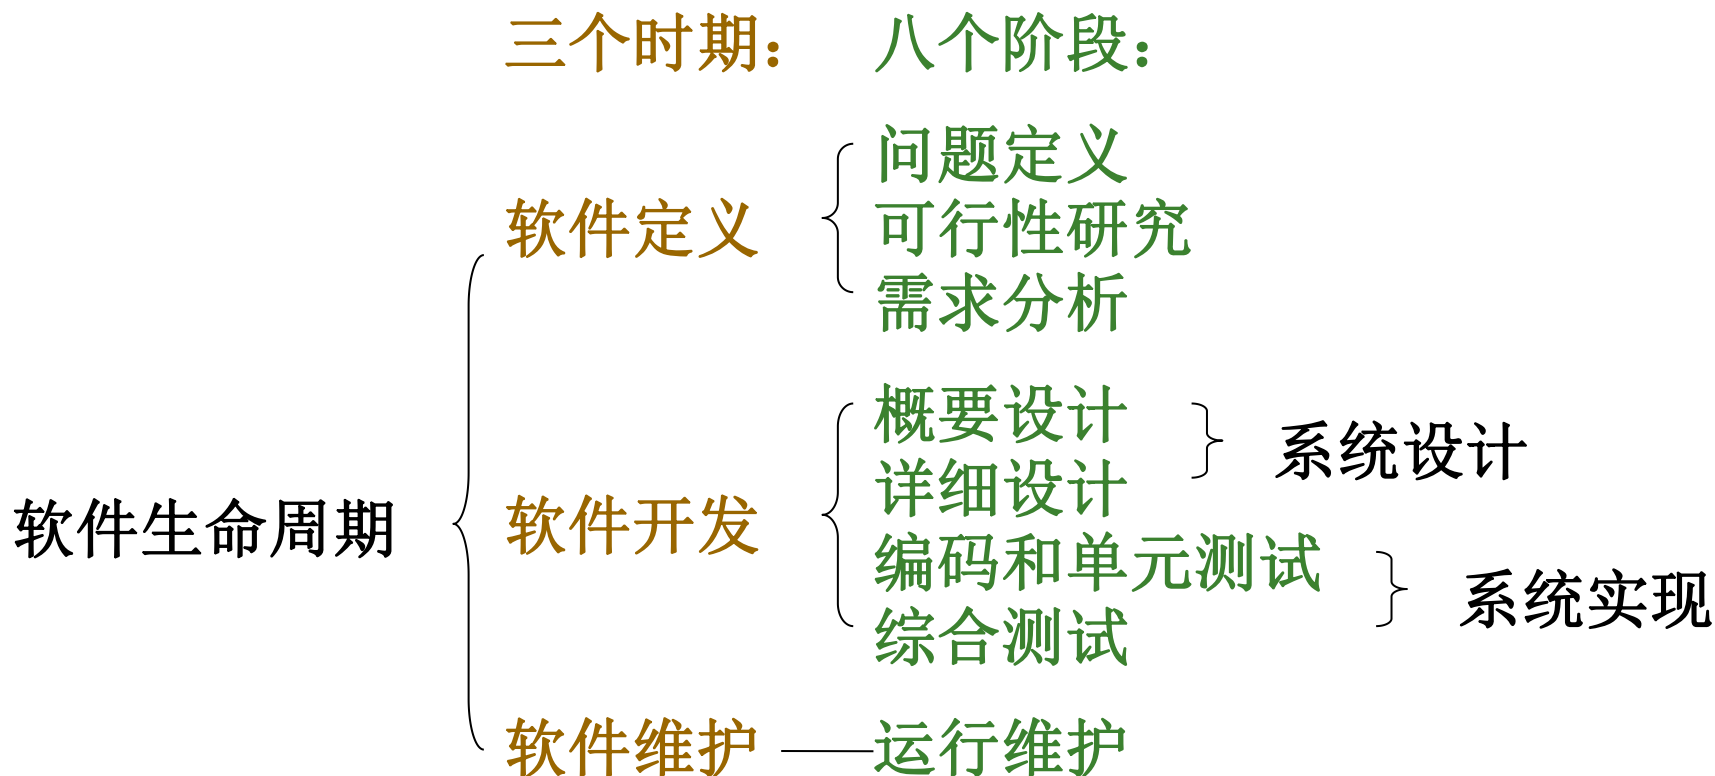 三个时期： 八个阶段：
问题定义
软件定义 可行性研究
需求分析
概要设计
系统设计
详细设计
软件生命周期 软件开发
编码和单元测试
系统实现
综合测试
软件维护 运行维护